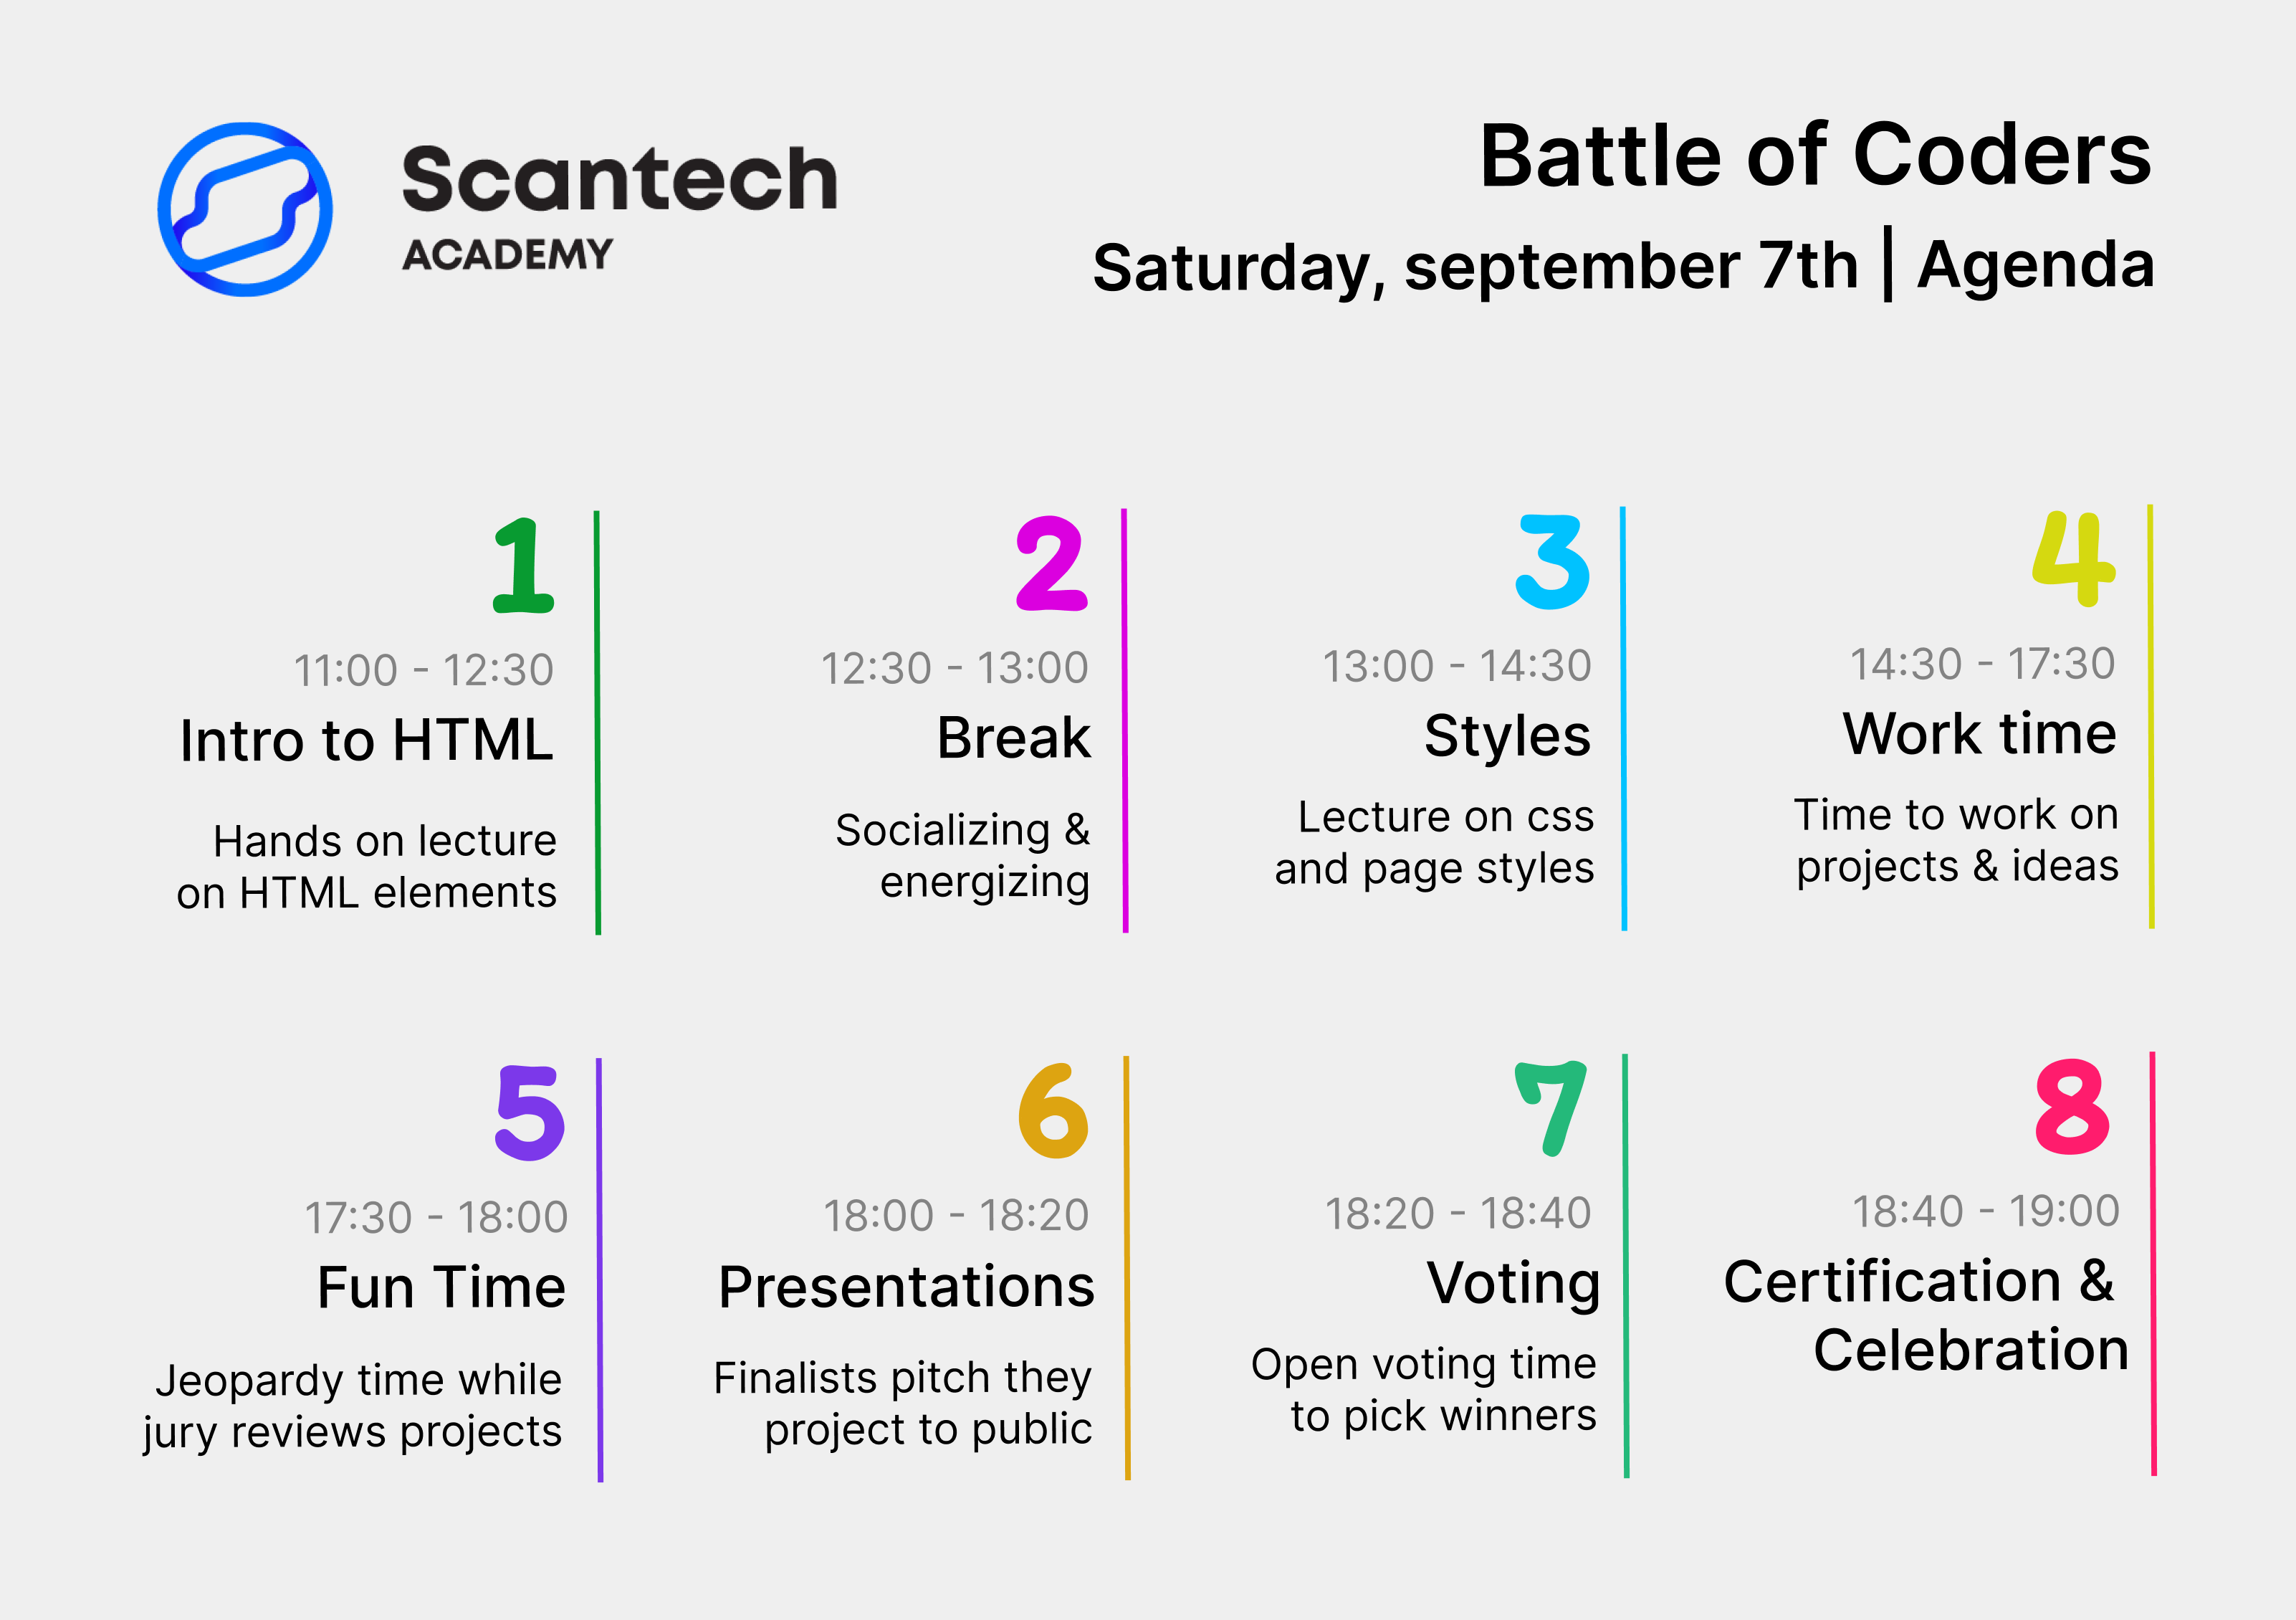 Scantech
ACADEMY
Battle of Coders
Saturday, september 7th | Agenda
1
11:00 - 12:30
Intro to HTML
Hands on lecture
on HTML elements
2
12:30 - 13:00
Break
Socializing &
energizing
3
13:00 - 14:30
Styles
Lecture on css
and page styles
4
14:30 - 17:30
Work time
Time to work on
projects & ideas
5
17:30 - 18:00
Fun Time
Jeopardy time while
jury reviews projects
6
18:00 - 18:20
Presentations
Finalists pitch they
project to public
7
18:20 - 18:40
Voting
Open voting time
to pick winners
8
18:40 - 19:00
Certification &
Celebration